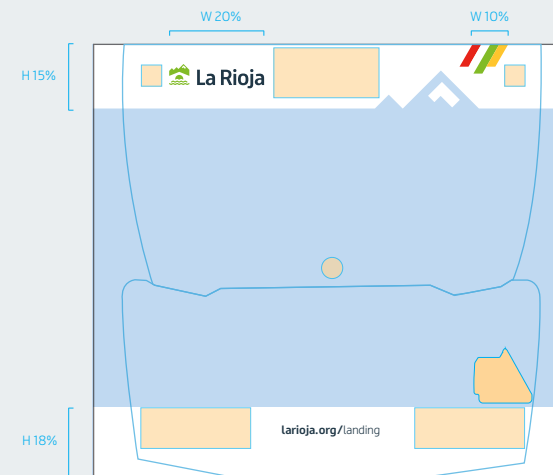 W 20%
W 10%
H 15%
La Rioja
larioja.org/landing
H 18%